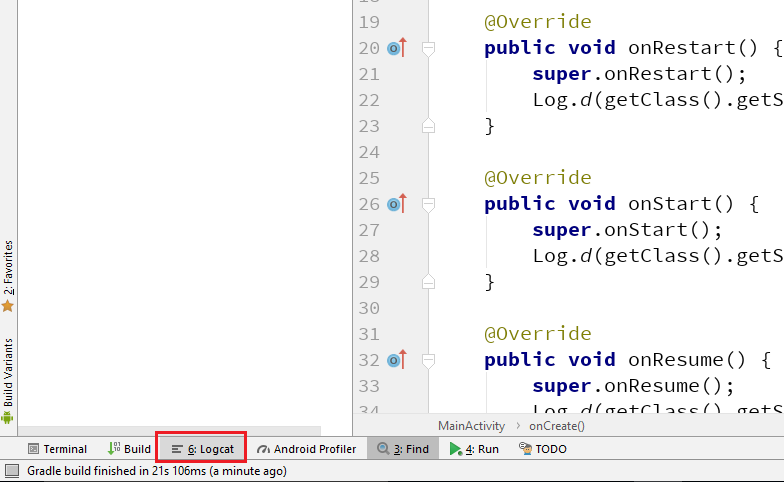 2: Favorites
Build Variants
19 @Override
20 public void onRestart() {
21 super.onRestart();
22 Log.d(getClass().getS
23 }
24
25 @Override
26 public void onStart() {
27 super.onStart();
28 Log.d(getClass().getS
29 }
30
31 @Override
32 public void onResume() {
33 super.onResume();
34 Log.d(getClass().getS
MainActivity › onCreate()
Terminal Build 6: Logcat Android Profiler 3: Find 4: Run TODO
Gradle build finished in 21s 106ms (a minute ago)